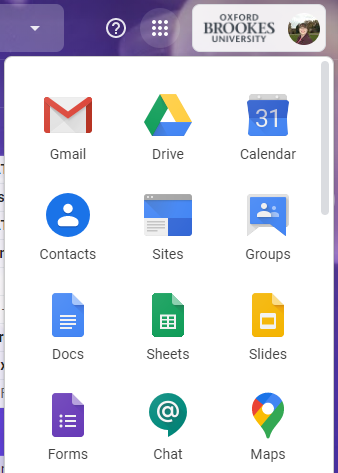 OXFORD
BROOKES
UNIVERSITY
31
Gmail
Drive
Calendar
Contacts
Sites
Groups
Docs
Sheets
Slides
Forms
Chat
Maps